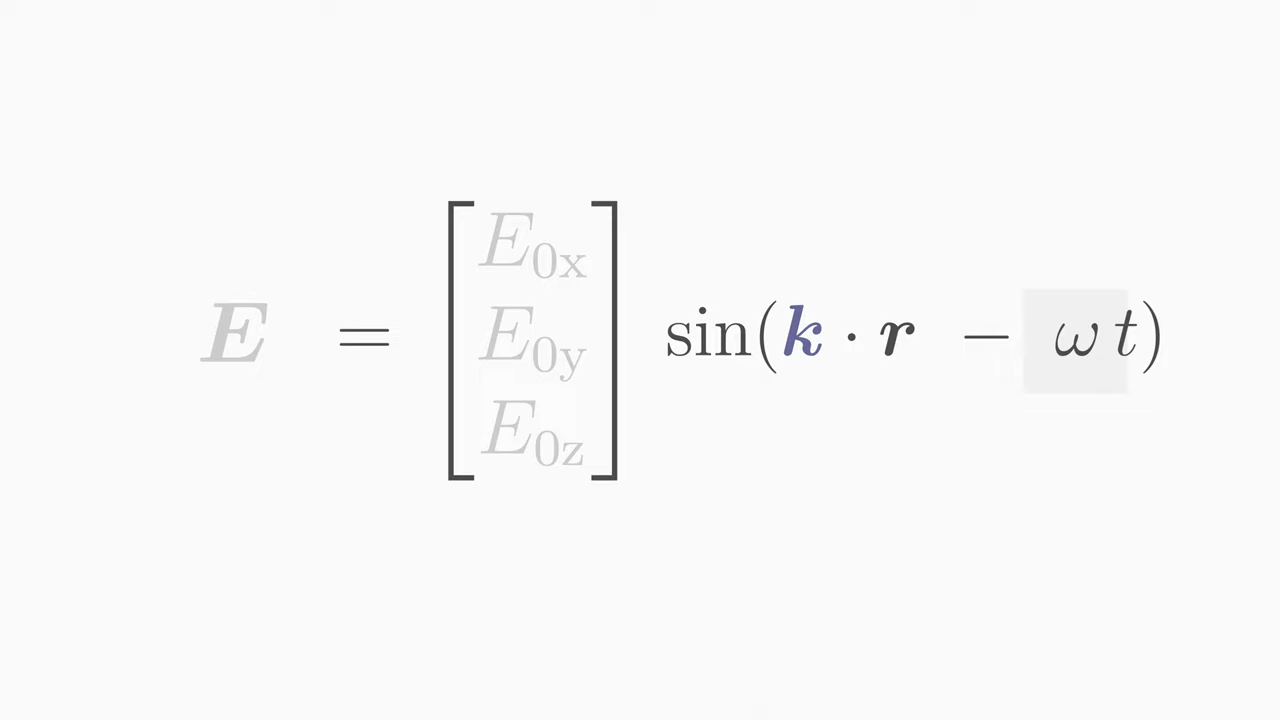 E = [E₀ₓ E₀y E₀z] sin(k · r − ω t)